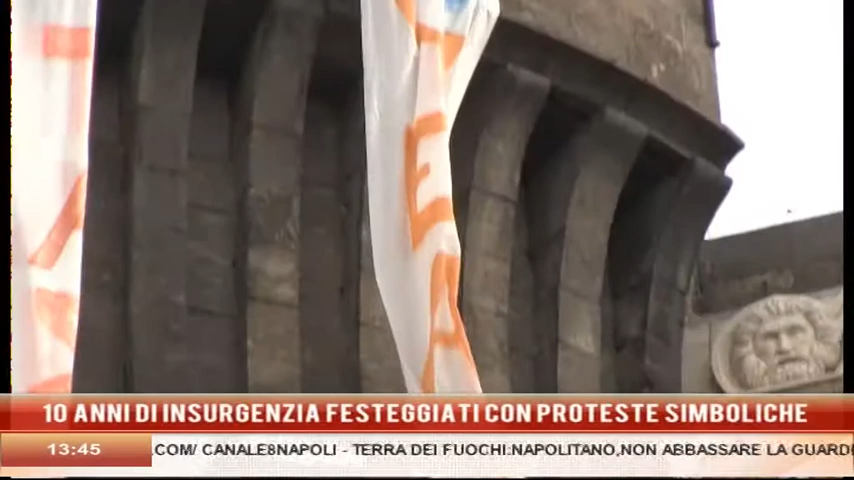 10 ANNI DI INSURGENZIA FESTEGGIATI CON PROTESTE SIMBOLICHE
13:45 .COM/ CANALE8NAPOLI - TERRA DEI FUOCHI:NAPOLITANO,NON ABBASSARE LA GUARDI